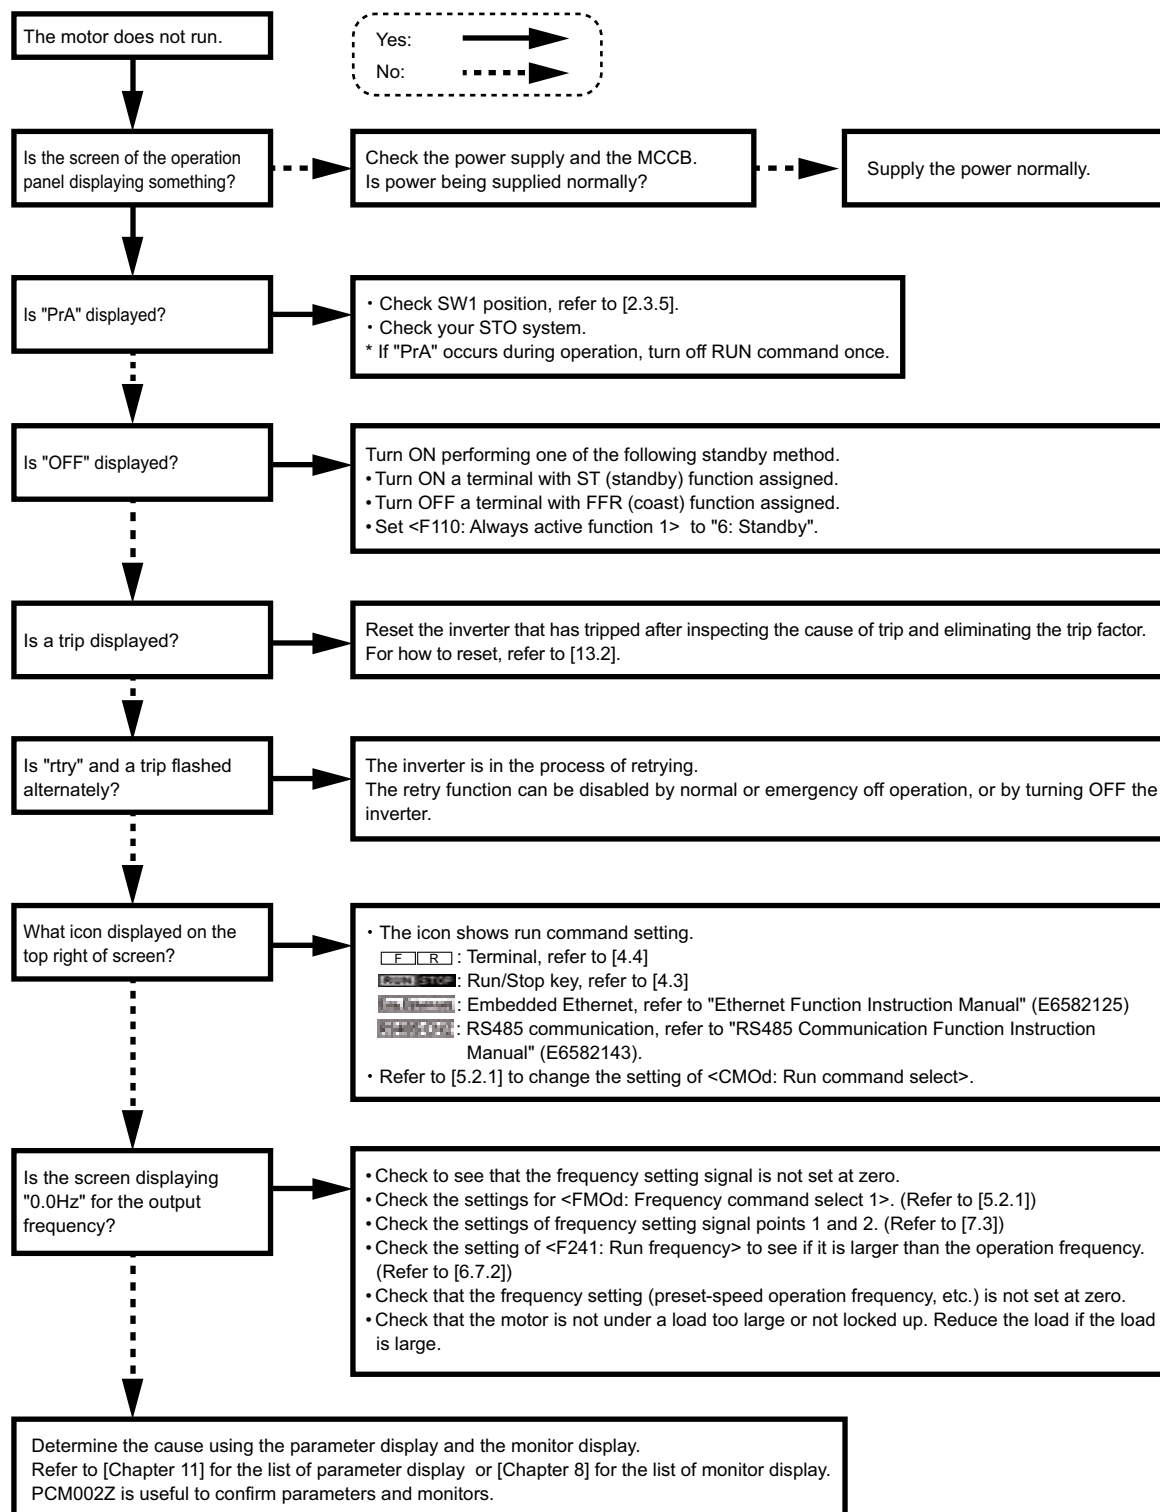 The motor does not run.
Yes:
No:
Is the screen of the operation
panel displaying something?
Check the power supply and the MCCB.
Is power being supplied normally?
Supply the power normally.
Is "PrA" displayed?
・Check SW1 position, refer to [2.3.5].
・Check your STO system.
* If "PrA" occurs during operation, turn off RUN command once.
Is "OFF" displayed?
Turn ON performing one of the following standby method.
•Turn ON a terminal with ST (standby) function assigned.
•Turn OFF a terminal with FFR (coast) function assigned.
•Set <F110: Always active function 1> to "6: Standby".
Is a trip displayed?
Reset the inverter that has tripped after inspecting the cause of trip and eliminating the trip factor.
For how to reset, refer to [13.2].
Is "rtry" and a trip flashed
alternately?
The inverter is in the process of retrying.
The retry function can be disabled by normal or emergency off operation, or by turning OFF the
inverter.
What icon displayed on the
top right of screen?
・The icon shows run command setting.
F R : Terminal, refer to [4.4]
RUN STOP : Run/Stop key, refer to [4.3]
: Embedded Ethernet, refer to "Ethernet Function Instruction Manual" (E6582125)
: RS485 communication, refer to "RS485 Communication Function Instruction
Manual" (E6582143).
・Refer to [5.2.1] to change the setting of <CMOd: Run command select>.
Is the screen displaying
"0.0Hz" for the output
frequency?
•Check to see that the frequency setting signal is not set at zero.
•Check the settings for <FMOd: Frequency command select 1>. (Refer to [5.2.1])
•Check the settings of frequency setting signal points 1 and 2. (Refer to [7.3])
•Check the setting of <F241: Run frequency> to see if it is larger than the operation frequency.
(Refer to [6.7.2])
•Check that the frequency setting (preset-speed operation frequency, etc.) is not set at zero.
•Check that the motor is not under a load too large or not locked up. Reduce the load if the load
is large.
Determine the cause using the parameter display and the monitor display.
Refer to [Chapter 11] for the list of parameter display or [Chapter 8] for the list of monitor display.
PCM002Z is useful to confirm parameters and monitors.